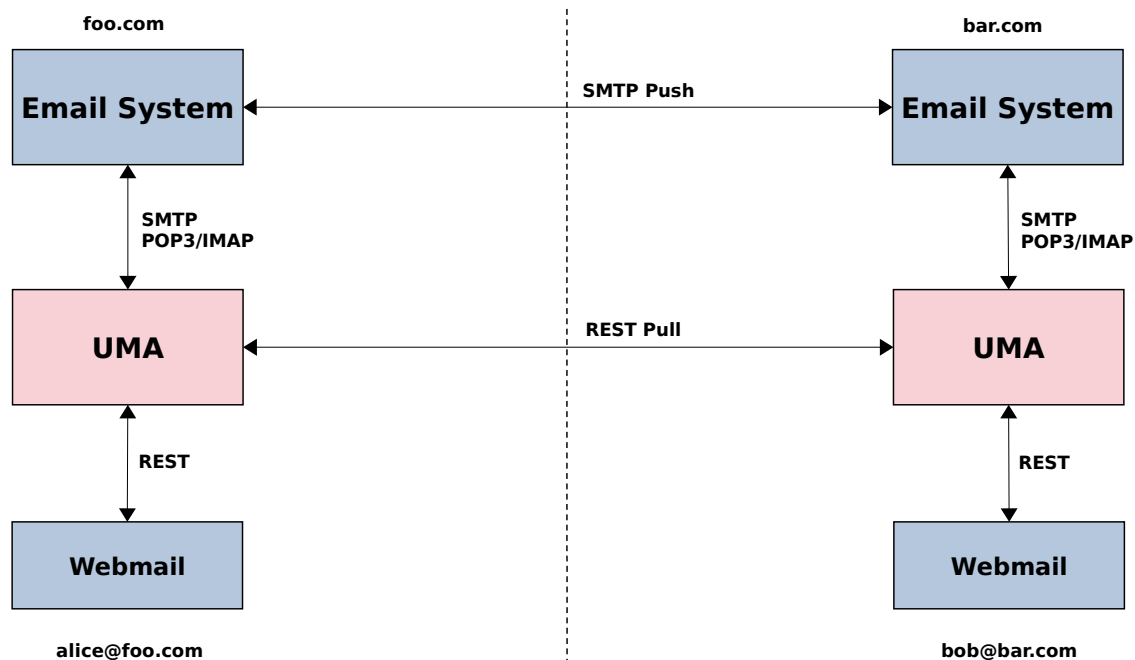 foo.com
bar.com
Email System
SMTP Push
Email System
SMTP
POP3/IMAP
SMTP
POP3/IMAP
UMA
REST Pull
UMA
REST
REST
Webmail
Webmail
alice@foo.com
bob@bar.com